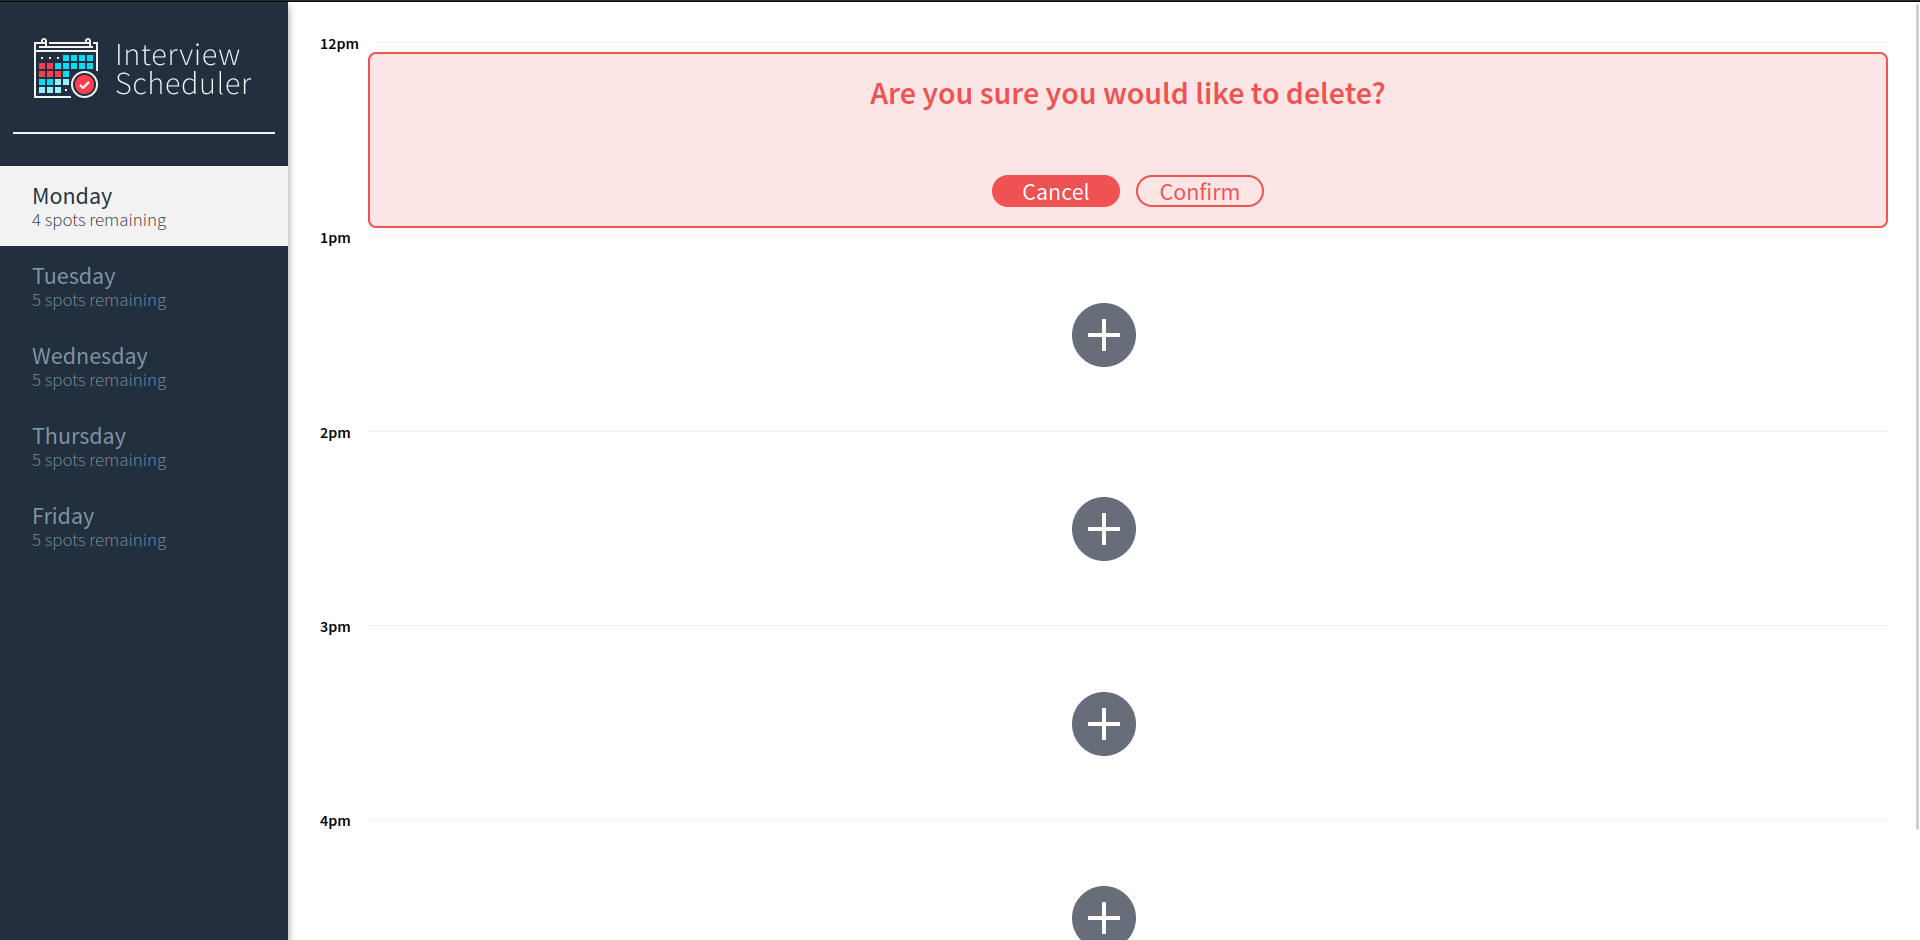 Interview
Scheduler
Monday
4 spots remaining
Tuesday
5 spots remaining
Wednesday
5 spots remaining
Thursday
5 spots remaining
Friday
5 spots remaining
12pm
Are you sure you would like to delete?
Cancel Confirm
1pm
2pm
3pm
4pm